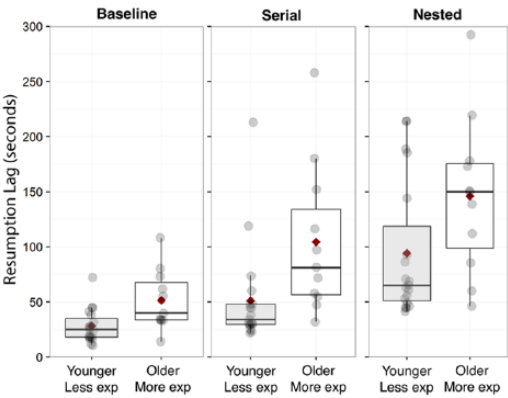 Baseline
Serial
Nested
Resumption Lag (seconds)
300
250
200
150
100
50
0
Younger
Less exp
Older
More exp
Younger
Less exp
Older
More exp
Younger
Less exp
Older
More exp